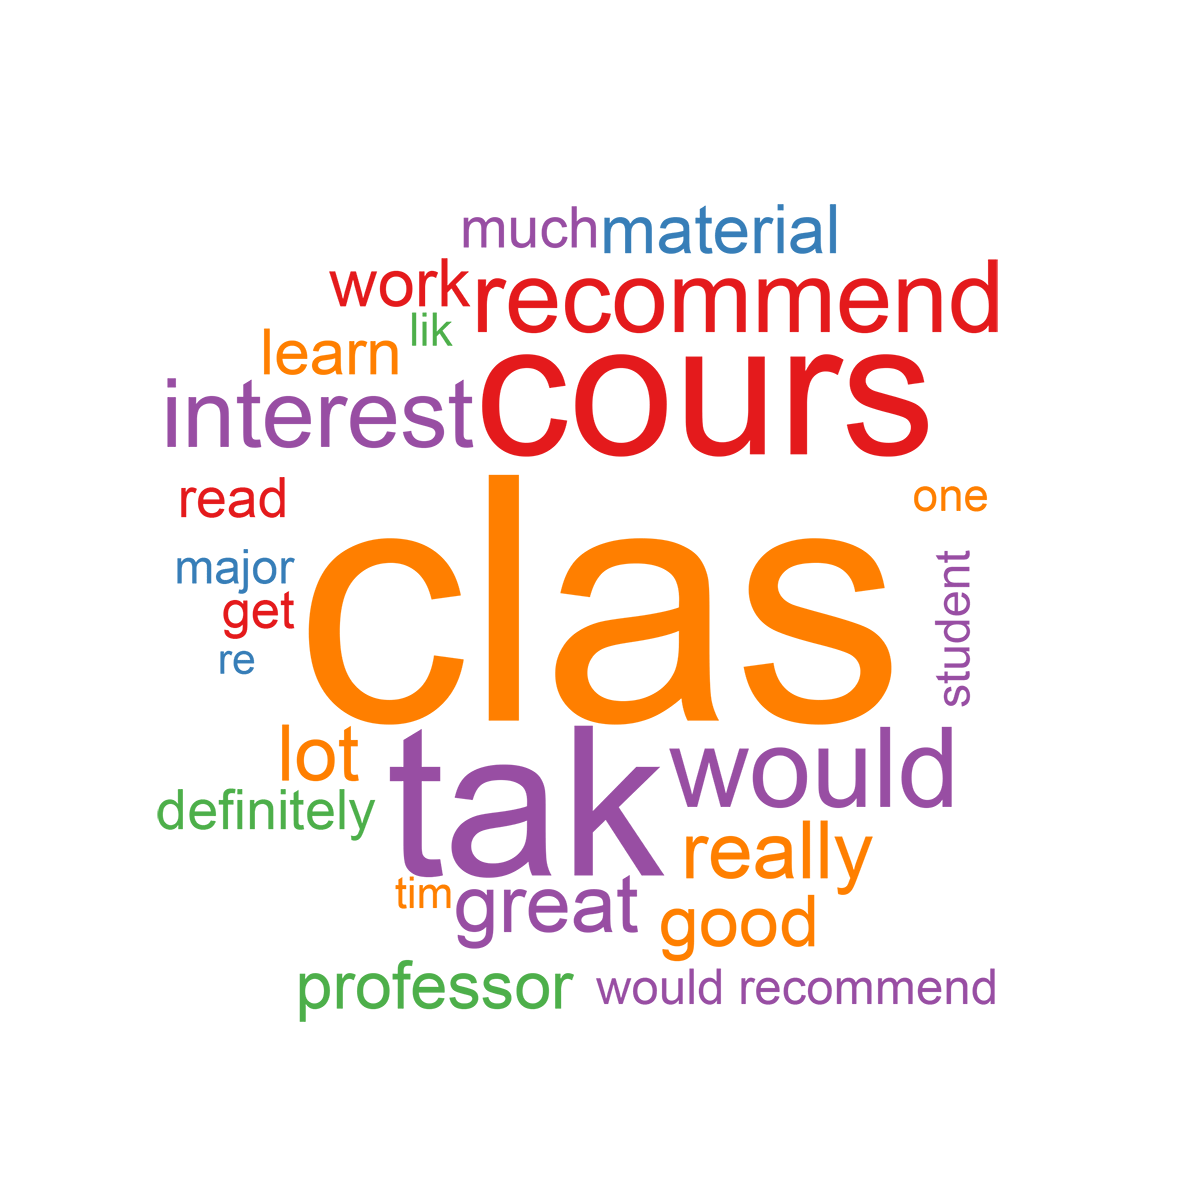 much material
work recommend
lik
learn
interest cours
read
one
clas
major
get
student
re
lot
tak would
definitely
really
tim great
good
professor would recommend